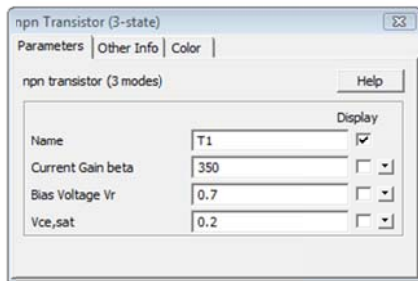 npn Transistor (3-state)
Parameters Other Info Color
npn transistor (3 modes) Help
Display
Name T1
Current Gain beta 350
Bias Voltage Vr 0.7
Vce,sat 0.2